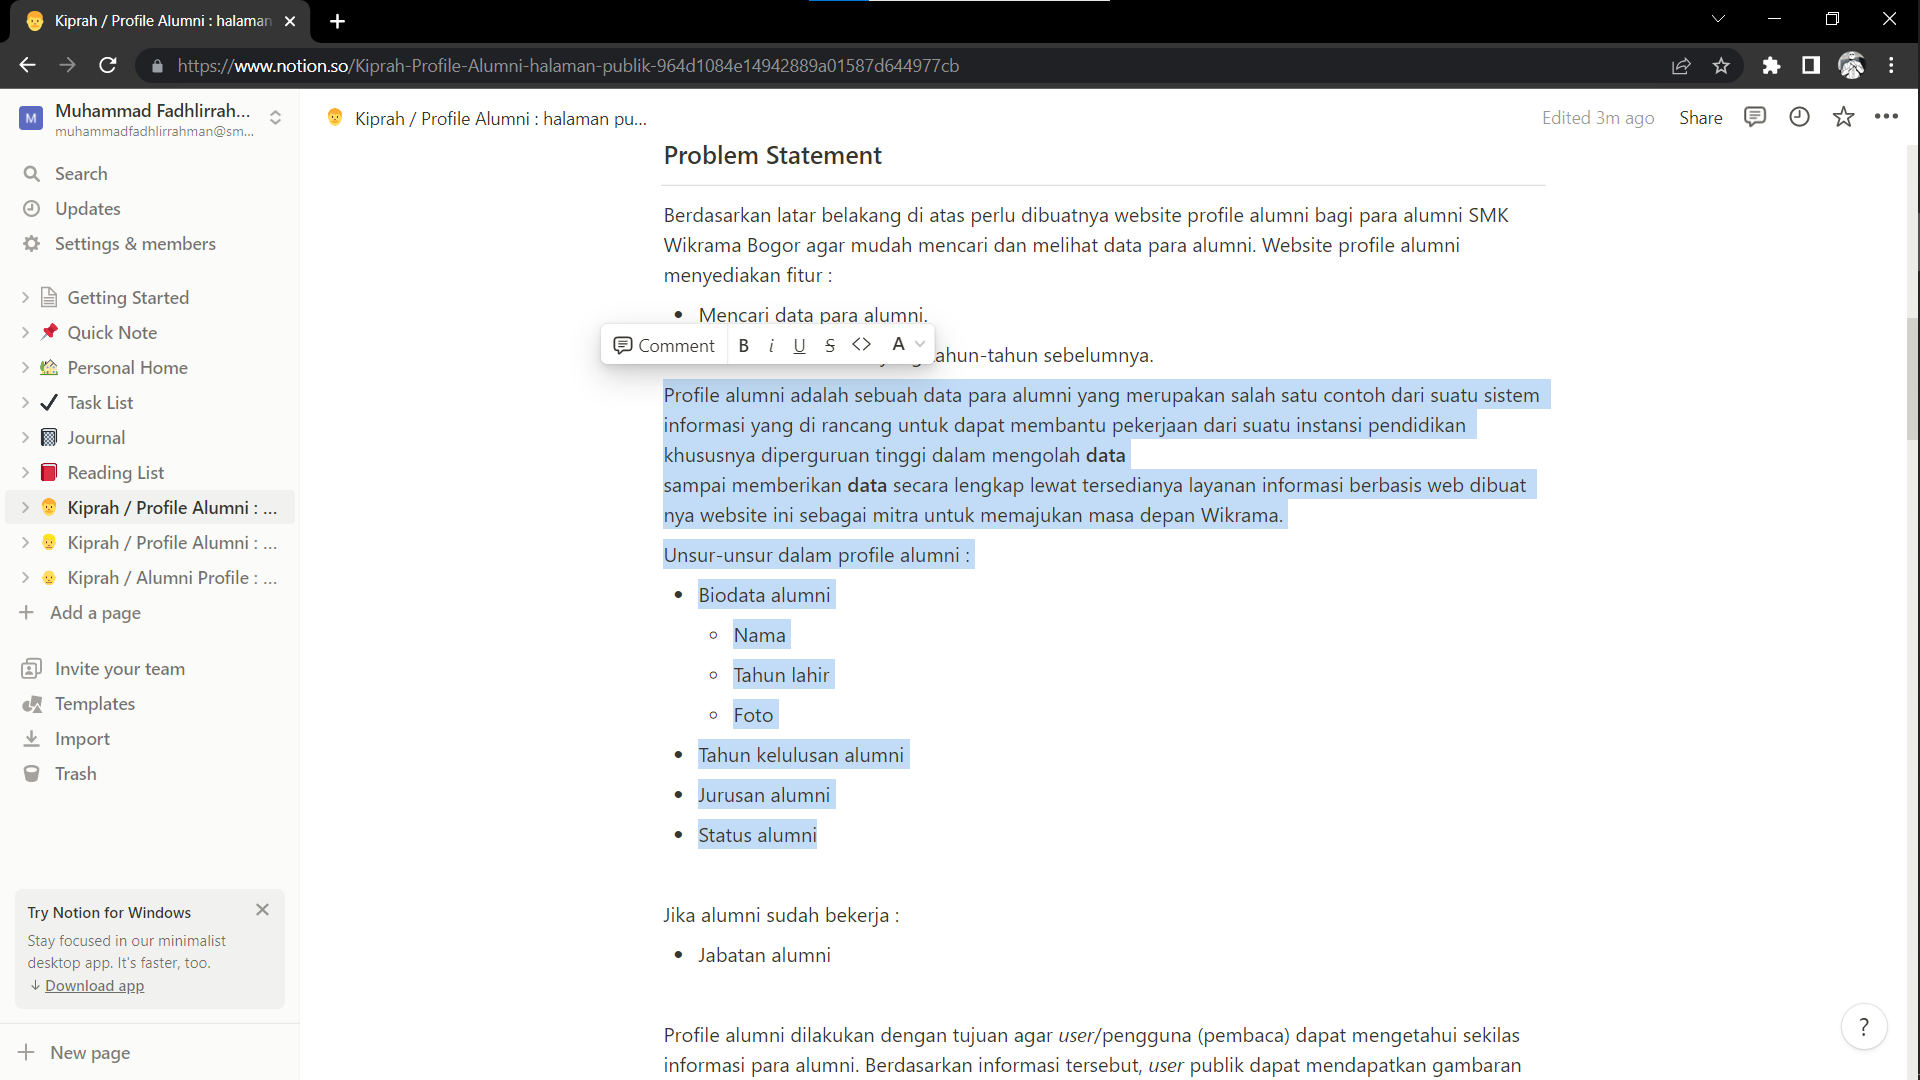 Kiprah / Profile Alumni : halaman
https://www.notion.so/Kiprah-Profile-Alumni-halaman-publik-964d1084e14942889a01587d644977cb
M
Muhammad Fadhlirrah...
muhammadfadhlirrahman@sm...
Search
Updates
Settings & members
Getting Started
Quick Note
Personal Home
Task List
Journal
Reading List
Kiprah / Profile Alumni : ...
Kiprah / Profile Alumni : ...
Kiprah / Alumni Profile : ...
Add a page
Invite your team
Templates
Import
Trash
Try Notion for Windows
Stay focused in our minimalist
desktop app. It's faster, too.
Download app
New page
Kiprah / Profile Alumni : halaman pu...
Edited 3m ago
Share
Problem Statement
Berdasarkan latar belakang di atas perlu dibuatnya website profile alumni bagi para alumni SMK
Wikrama Bogor agar mudah mencari dan melihat data para alumni. Website profile alumni
menyediakan fitur :
Mencari data para alumni.
Comment B i U S <> A
tahun-tahun sebelumnya.
Profile alumni adalah sebuah data para alumni yang merupakan salah satu contoh dari suatu sistem
informasi yang di rancang untuk dapat membantu pekerjaan dari suatu instansi pendidikan
khususnya diperguruan tinggi dalam mengolah data
sampai memberikan data secara lengkap lewat tersedianya layanan informasi berbasis web dibuat
nya website ini sebagai mitra untuk memajukan masa depan Wikrama.
Unsur-unsur dalam profile alumni :
Biodata alumni
Nama
Tahun lahir
Foto
Tahun kelulusan alumni
Jurusan alumni
Status alumni
Jika alumni sudah bekerja :
Jabatan alumni
Profile alumni dilakukan dengan tujuan agar user/pengguna (pembaca) dapat mengetahui sekilas
informasi para alumni. Berdasarkan informasi tersebut, user publik dapat mendapatkan gambaran
?